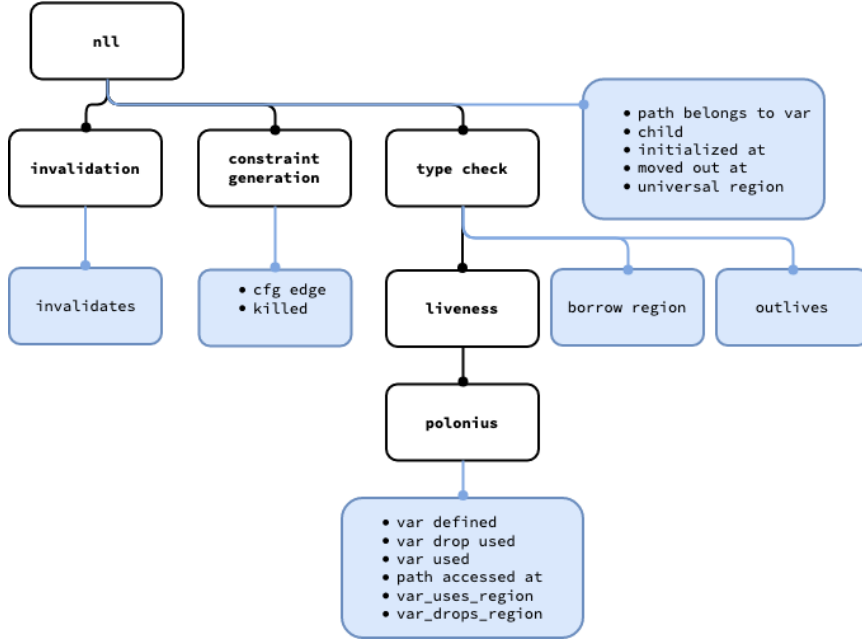 nll
• path belongs to var
• child
• initialized at
• moved out at
• universal region
invalidation
constraint
generation
type check
invalidates
• cfg edge
• killed
liveness
borrow region
outlives
polonius
• var defined
• var drop used
• var used
• path accessed at
• var_uses_region
• var_drops_region